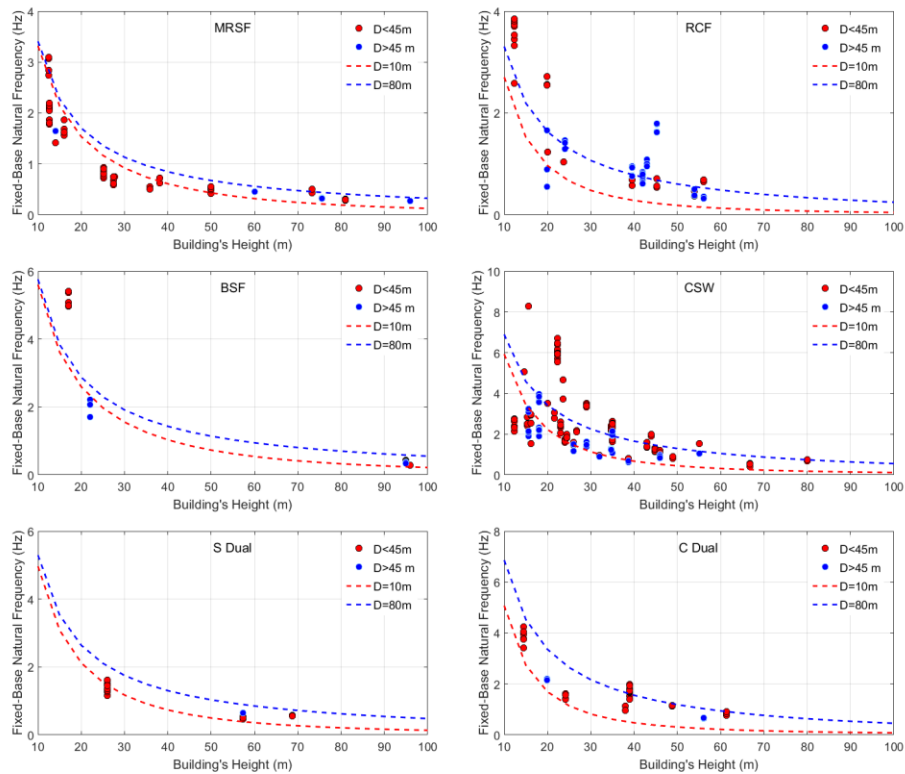 MRSF
D<45m
D>45 m
D=10m
D=80m
Fixed-Base Natural Frequency (Hz)
4
3
2
1
0
10 20 30 40 50 60 70 80 90 100
Building's Height (m)
RCF
D<45m
D>45 m
D=10m
D=80m
Fixed-Base Natural Frequency (Hz)
4
3
2
1
0
10 20 30 40 50 60 70 80 90 100
Building's Height (m)
BSF
D<45m
D>45 m
D=10m
D=80m
Fixed-Base Natural Frequency (Hz)
6
4
2
0
10 20 30 40 50 60 70 80 90 100
Building's Height (m)
CSW
D<45m
D>45 m
D=10m
D=80m
Fixed-Base Natural Frequency (Hz)
10
8
6
4
2
0
10 20 30 40 50 60 70 80 90 100
Building's Height (m)
S Dual
D<45m
D>45 m
D=10m
D=80m
Fixed-Base Natural Frequency (Hz)
6
4
2
0
10 20 30 40 50 60 70 80 90 100
Building's Height (m)
C Dual
D<45m
D>45 m
D=10m
D=80m
Fixed-Base Natural Frequency (Hz)
8
6
4
2
0
10 20 30 40 50 60 70 80 90 100
Building's Height (m)